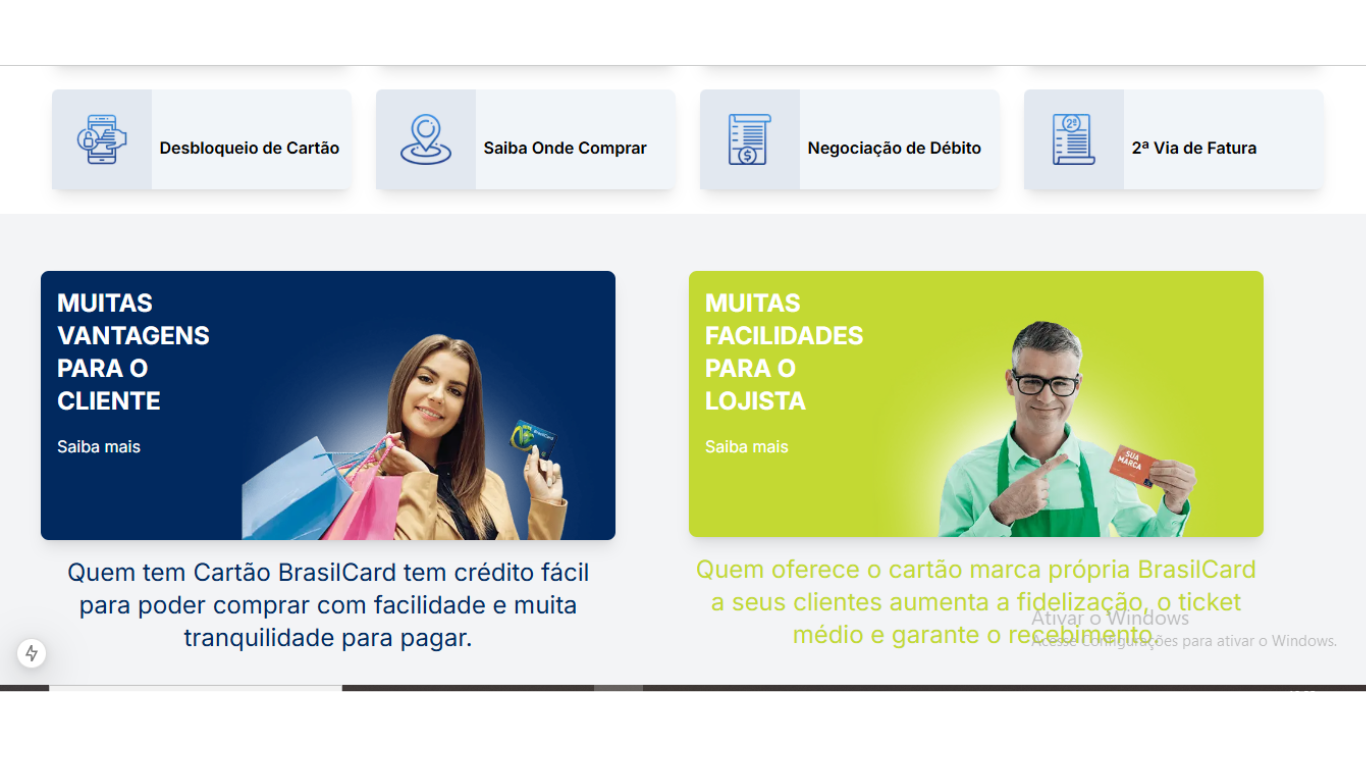 Desbloqueio de Cartão
Saiba Onde Comprar
Negociação de Débito
2ª
2ª Via de Fatura
MUITAS
VANTAGENS
PARA O
CLIENTE
Saiba mais
BrasilCard
MUITAS
FACILIDADES
PARA O
LOJISTA
Saiba mais
SUA
MARCA
Quem tem Cartão BrasilCard tem crédito fácil
para poder comprar com facilidade e muita
tranquilidade para pagar.
Quem oferece o cartão marca própria BrasilCard
a seus clientes aumenta a fidelização, o ticket
médio e garante o recebimento.
Ativar o Windows
Acesse Configurações para ativar o Windows.